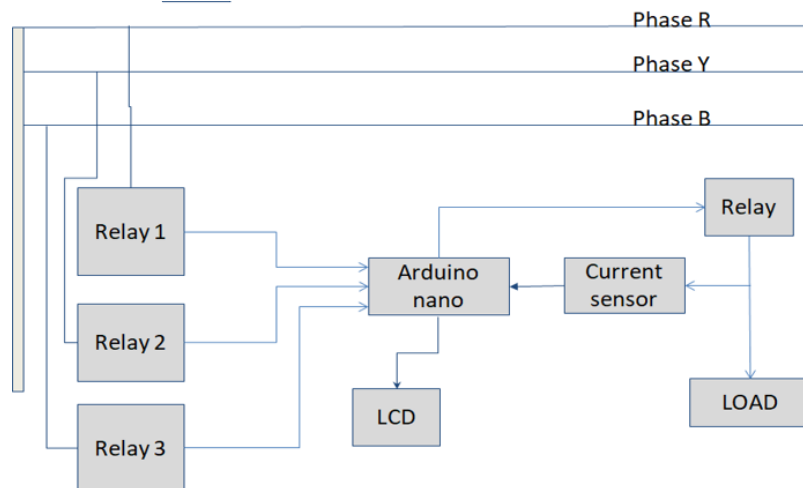 Phase R
Phase Y
Phase B
Relay 1
Relay
Arduino
nano
Current
sensor
Relay 2
LCD
LOAD
Relay 3